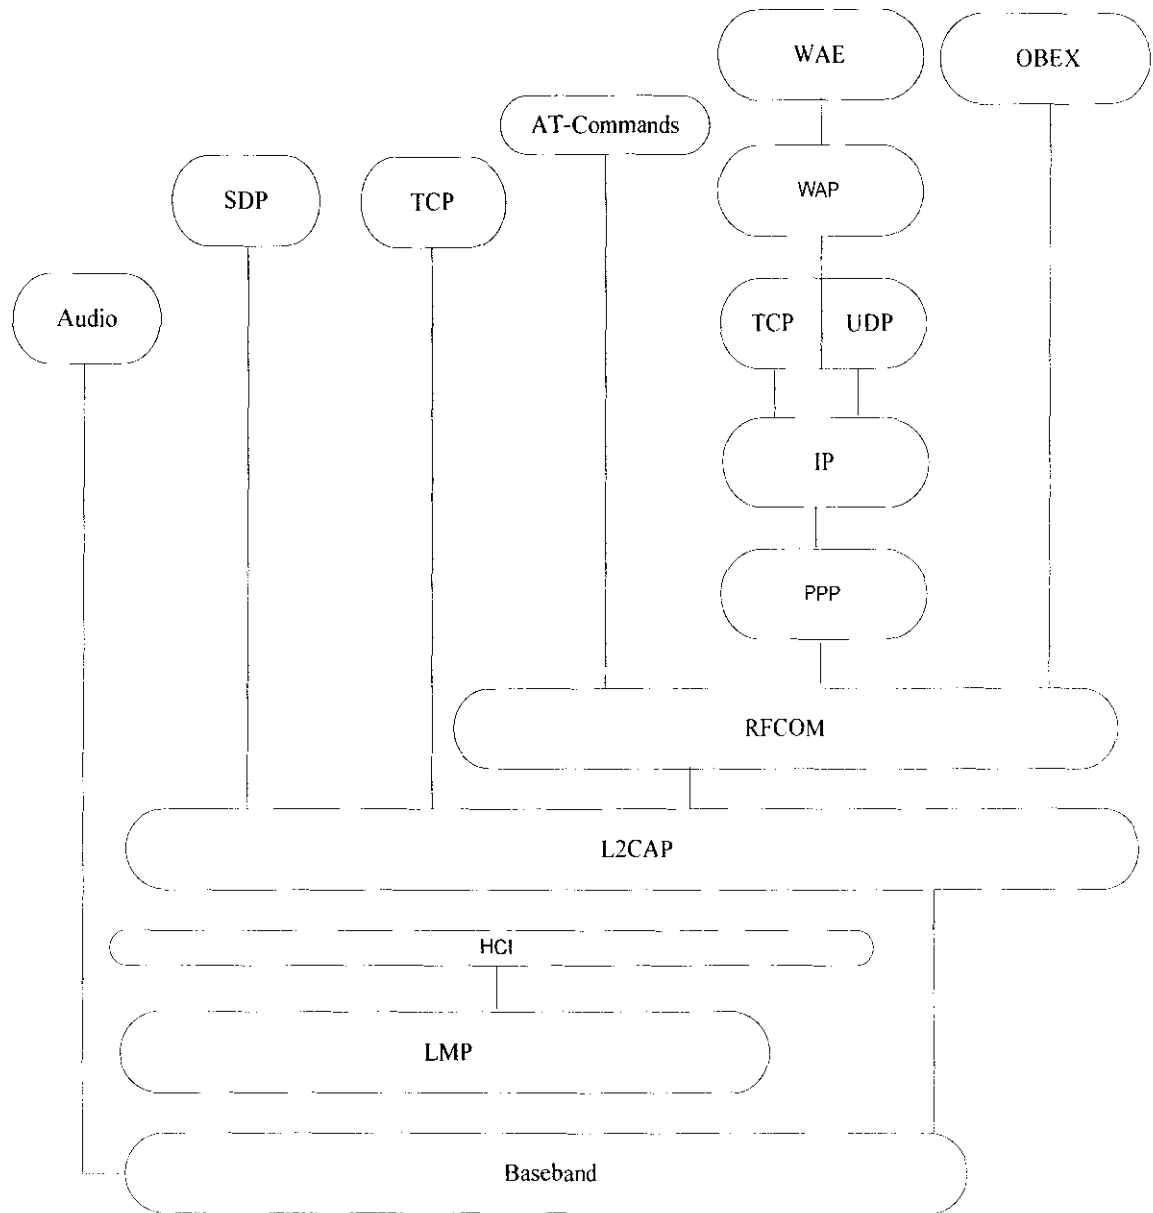 WAE
OBEX
AT-Commands
WAP
SDP
TCP
Audio
TCP
UDP
IP
PPP
RFCOM
L2CAP
HCI
LMP
Baseband